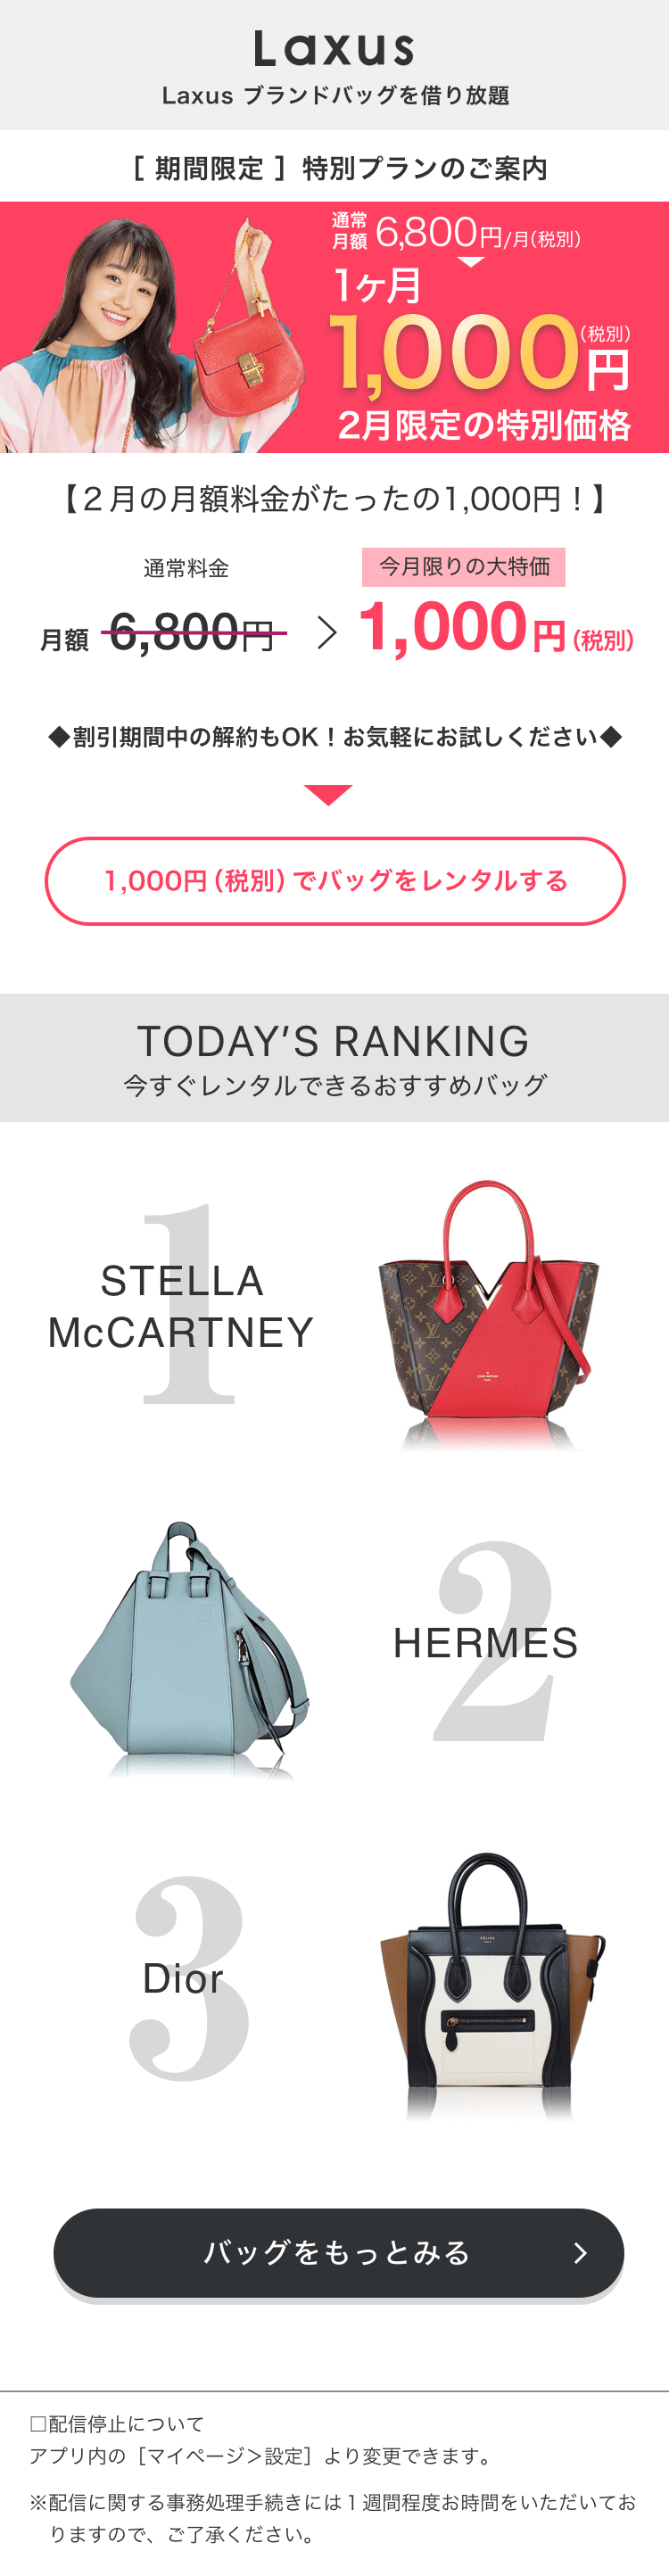 Laxus
Laxus ブランドバッグを借り放題
［ 期間限定 ］特別プランのご案内
通常
月額 6,800円/月(税別)
1ヶ月
1,000円(税別)
2月限定の特別価格
【２月の月額料金がたったの1,000円！】
通常料金
今月限りの大特価
月額 6,800円 > 1,000円(税別)
◆割引期間中の解約もOK！お気軽にお試しください◆
1,000円（税別）でバッグをレンタルする
TODAY'S RANKING
今すぐレンタルできるおすすめバッグ
1
STELLA
McCARTNEY
2
HERMES
3
Dior
CÉLINE
バッグをもっとみる
□配信停止について
アプリ内の［マイページ＞設定］より変更できます。
※配信に関する事務処理手続きには１週間程度お時間をいただいてお
りますので、ご了承ください。